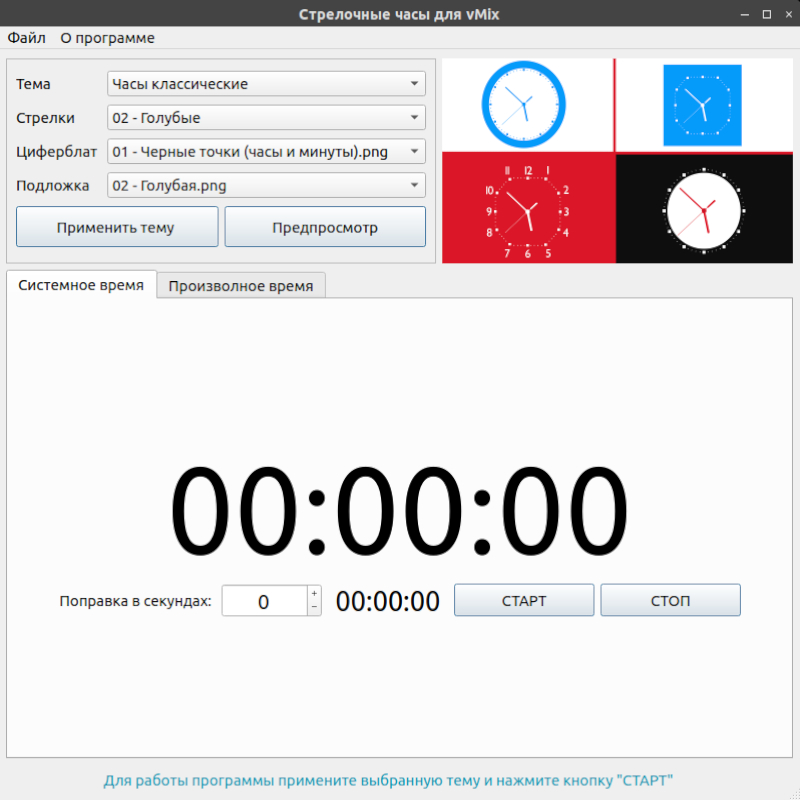 Стрелочные часы для vMix
Файл О программе
Тема Часы классические
Стрелки 02 - Голубые
Циферблат 01 - Черные точки (часы и минуты).png
Подложка 02 - Голубая.png
Применить тему Предпросмотр
11 12 1
10 2
9 3
8 4
7 6 5
Системное время Произволное время
00:00:00
Поправка в секундах: 0 + − 00:00:00 СТАРТ СТОП
Для работы программы примените выбранную тему и нажмите кнопку "СТАРТ"